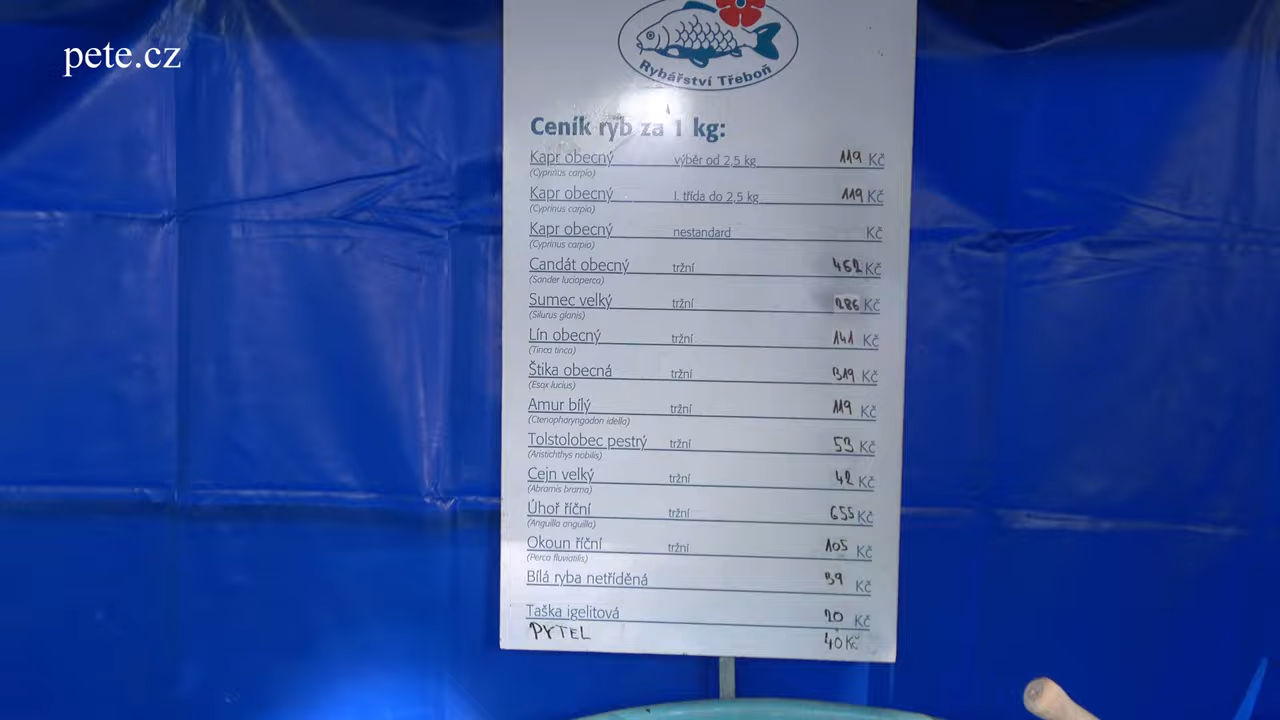 pete.cz
Rybářství Třeboň
Ceník ryb za 1 kg:
Kapr obecný výběr od 2,5 kg 119 Kč
(Cyprinus carpio)
Kapr obecný I. třída do 2,5 kg 119 Kč
(Cyprinus carpio)
Kapr obecný nestandard Kč
(Cyprinus carpio)
Candát obecný tržní 462 Kč
(Sander lucioperca)
Sumec velký tržní 286 Kč
(Silurus glanis)
Lín obecný tržní 141 Kč
(Tinca tinca)
Štika obecná tržní 319 Kč
(Esox lucius)
Amur bílý tržní 119 Kč
(Ctenopharyngodon idella)
Tolstolobec pestrý tržní 53 Kč
(Aristichthys nobilis)
Cejn velký tržní 42 Kč
(Abramis brama)
Úhoř říční tržní 655 Kč
(Anguilla anguilla)
Okoun říční tržní 105 Kč
(Perca fluviatilis)
Bílá ryba netříděná 39 Kč
Taška igelitová 20 Kč
PYTEL 40 Kč